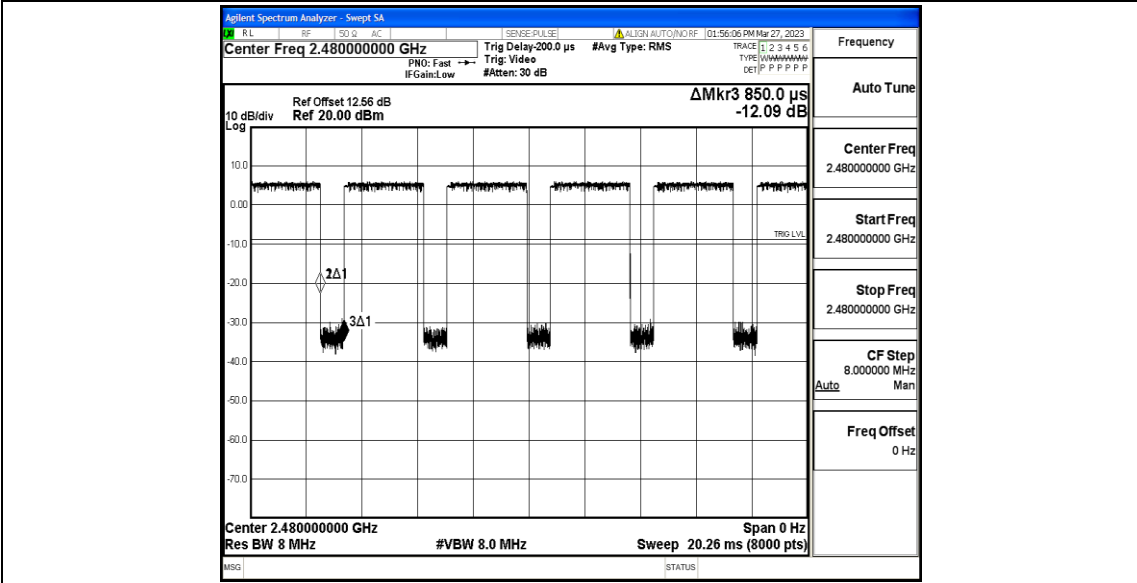 Agilent Spectrum Analyzer - Swept SA
RL RF 50 Ω AC SENSE:PULSE ALIGN AUTO/NO RF 01:56:06 PM Mar 27, 2023
Center Freq 2.480000000 GHz
PNO: Fast
IFGain:Low
Trig Delay-200.0 µs
Trig: Video
#Atten: 30 dB
#Avg Type: RMS
TRACE 1 2 3 4 5 6
TYPE WWWWWW
DET P P P P P P
ΔMkr3 850.0 µs
-12.09 dB
Ref Offset 12.56 dB
10 dB/div Ref 20.00 dBm
Log
10.0
0.00
TRIG LVL
-10.0
-20.0
2Δ1
-30.0
3Δ1
-40.0
-50.0
-60.0
-70.0
Center 2.480000000 GHz Span 0 Hz
Res BW 8 MHz #VBW 8.0 MHz Sweep 20.26 ms (8000 pts)
MSG STATUS
Frequency
Auto Tune
Center Freq
2.480000000 GHz
Start Freq
2.480000000 GHz
Stop Freq
2.480000000 GHz
CF Step
8.000000 MHz
Auto Man
Freq Offset
0 Hz